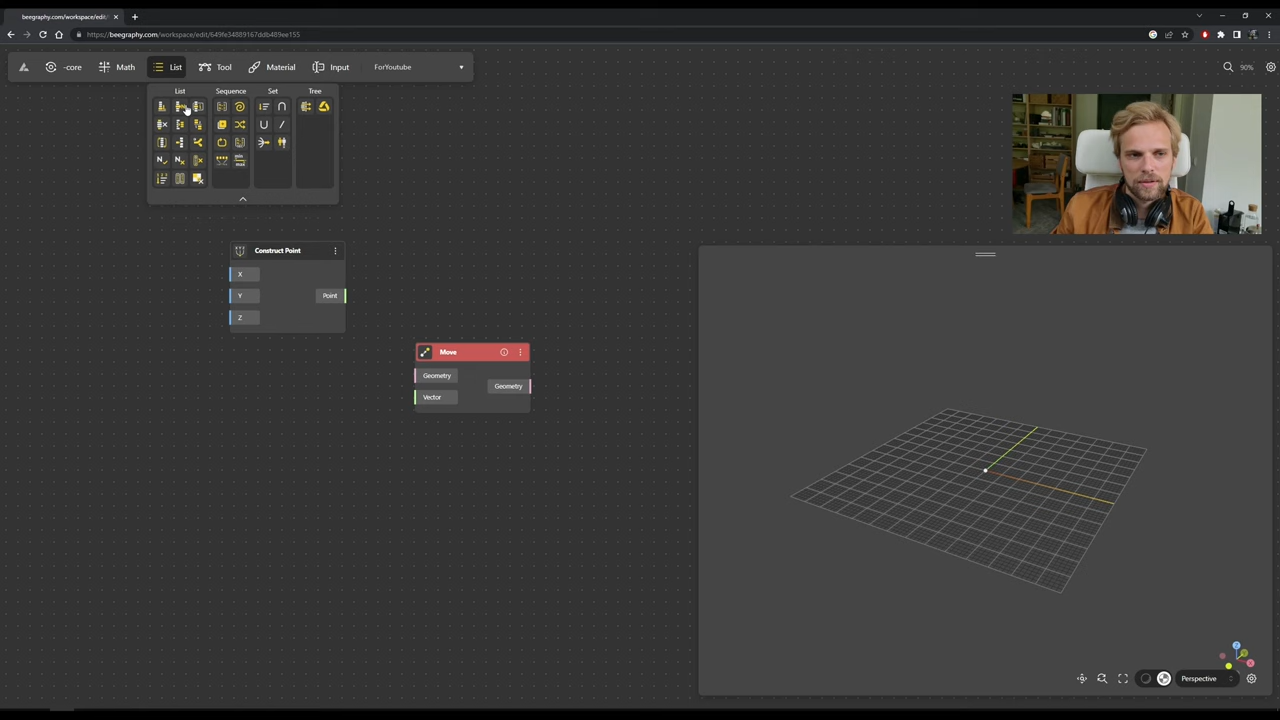 beegraphy.com/workspace/edit/
https://beegraphy.com/workspace/edit/649fe34889167ddb489ee155
-core
Math
List
Tool
Material
Input
ForYoutube
90%
List
Sequence
Set
Tree
Construct Point
X
Y
Point
Z
Move
Geometry
Geometry
Vector
Perspective